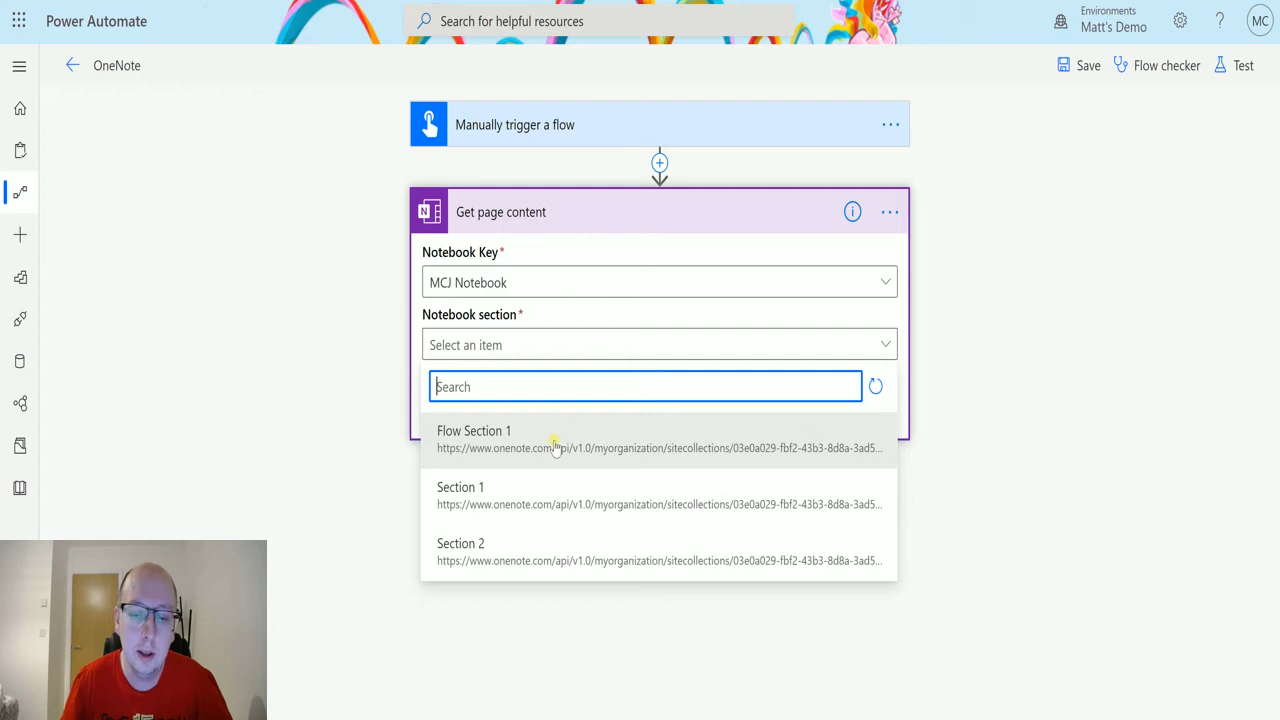 Power Automate
Search for helpful resources
Environments
Matt's Demo
?
MC
OneNote
Save
Flow checker
Test
Manually trigger a flow
Get page content
Notebook Key*
MCJ Notebook
Notebook section*
Select an item
Search
Flow Section 1
https://www.onenote.com/api/v1.0/myorganization/sitecollections/03e0a029-fbf2-43b3-8d8a-3ad5...
Section 1
https://www.onenote.com/api/v1.0/myorganization/sitecollections/03e0a029-fbf2-43b3-8d8a-3ad5...
Section 2
https://www.onenote.com/api/v1.0/myorganization/sitecollections/03e0a029-fbf2-43b3-8d8a-3ad5...